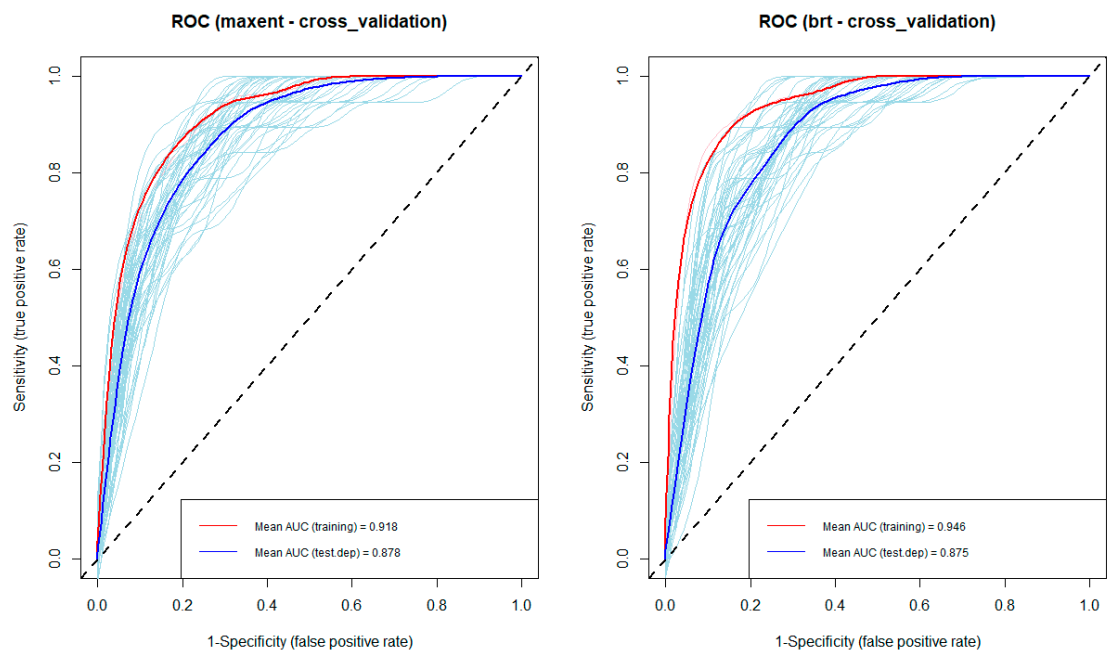 ROC (maxent - cross_validation)
Sensitivity (true positive rate)
1.0
0.8
0.6
0.4
0.2
0.0
Mean AUC (training) = 0.918
Mean AUC (test.dep) = 0.878
0.0 0.2 0.4 0.6 0.8 1.0
1-Specificity (false positive rate)
ROC (brt - cross_validation)
Sensitivity (true positive rate)
1.0
0.8
0.6
0.4
0.2
0.0
Mean AUC (training) = 0.946
Mean AUC (test.dep) = 0.875
0.0 0.2 0.4 0.6 0.8 1.0
1-Specificity (false positive rate)